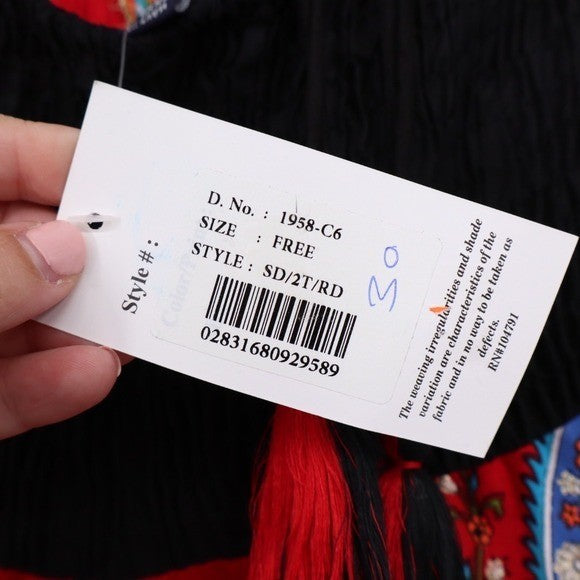 Style #:
D. No. : 1958-C6
SIZE : FREE
STYLE : SD/2T/RD
02831680929589
30
The weaving irregularities and shade
variation are characteristics of the
fabric and in no way to be taken as
defects.
RN#104791